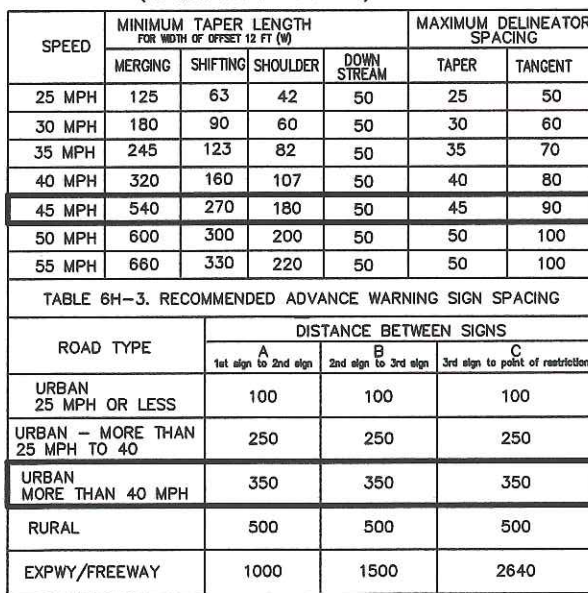 SPEED
MINIMUM TAPER LENGTH
FOR WIDTH OF OFFSET 12 FT (W)
MAXIMUM DELINEATOR
SPACING
MERGING SHIFTING SHOULDER DOWN STREAM TAPER TANGENT
25 MPH 125 63 42 50 25 50
30 MPH 180 90 60 50 30 60
35 MPH 245 123 82 50 35 70
40 MPH 320 160 107 50 40 80
45 MPH 540 270 180 50 45 90
50 MPH 600 300 200 50 50 100
55 MPH 660 330 220 50 50 100
TABLE 6H-3. RECOMMENDED ADVANCE WARNING SIGN SPACING
ROAD TYPE
DISTANCE BETWEEN SIGNS
A B C
1st sign to 2nd sign 2nd sign to 3rd sign 3rd sign to point of restriction
URBAN
25 MPH OR LESS 100 100 100
URBAN – MORE THAN
25 MPH TO 40 250 250 250
URBAN
MORE THAN 40 MPH 350 350 350
RURAL 500 500 500
EXPWY/FREEWAY 1000 1500 2640